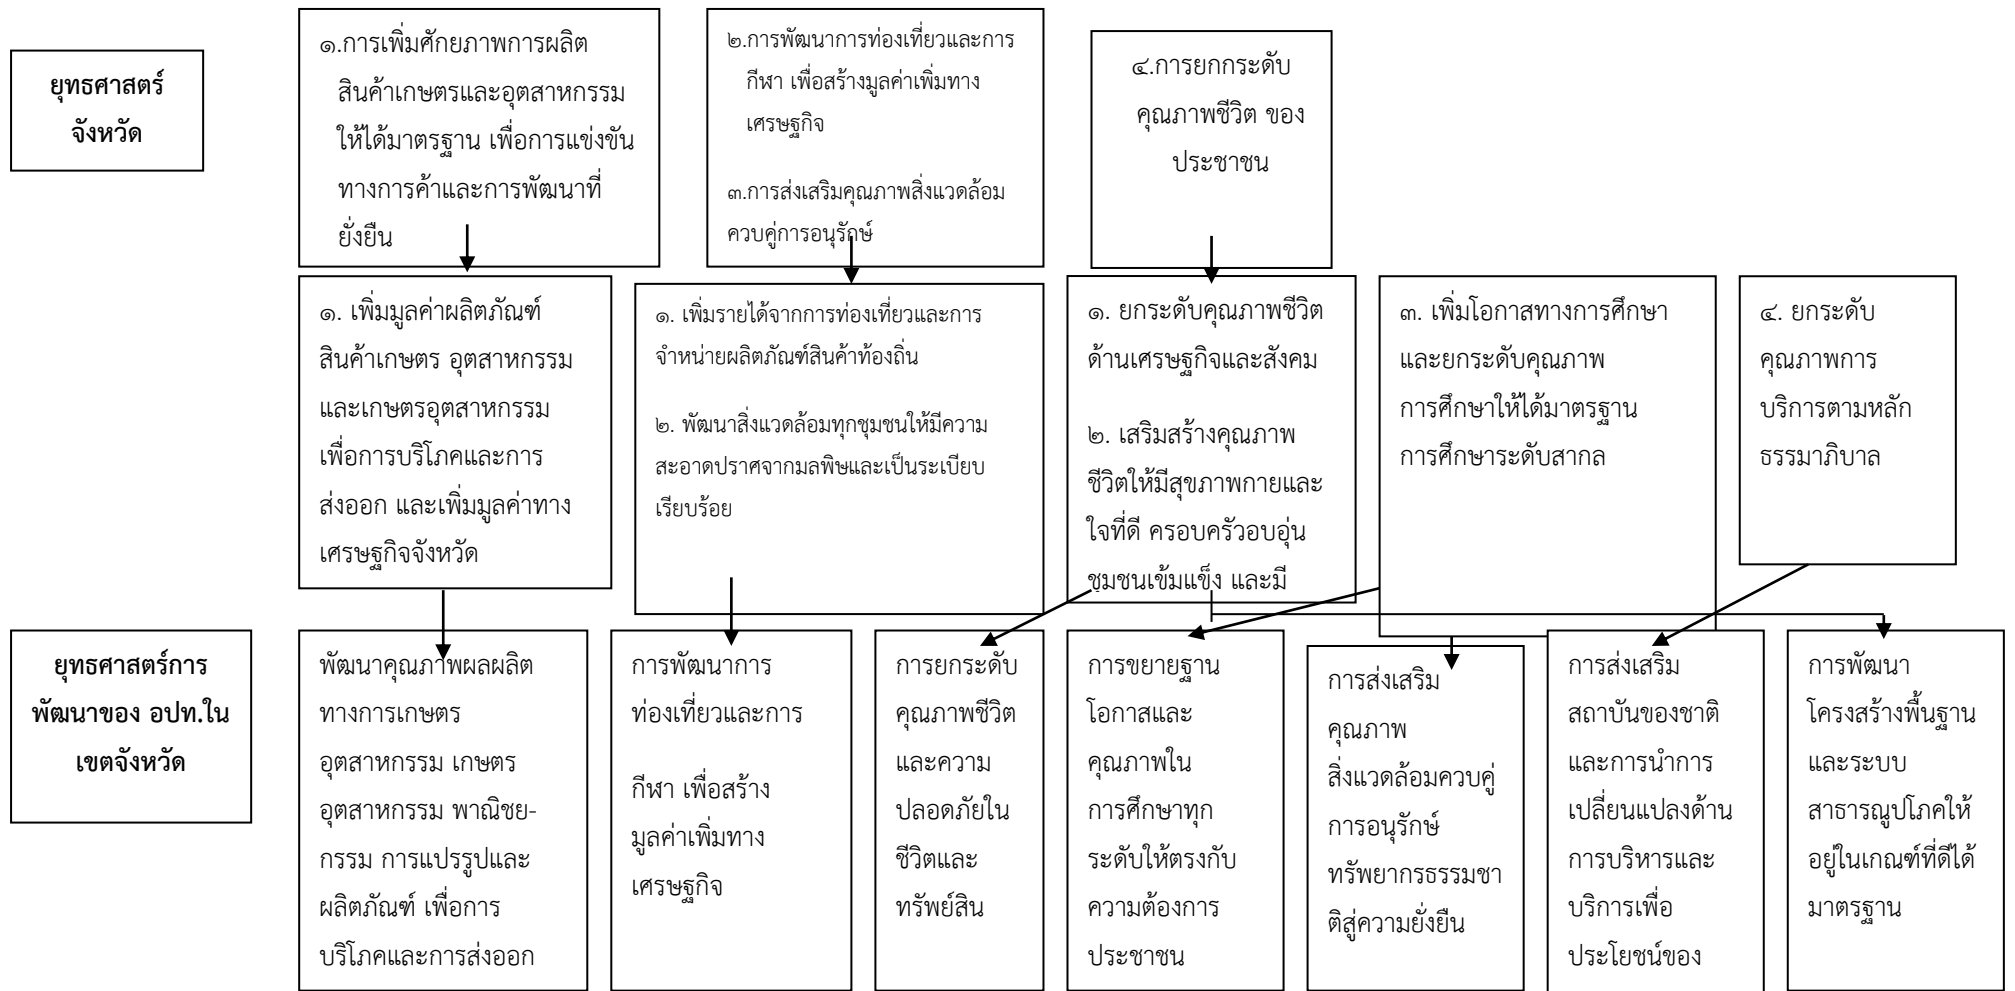 ยุทธศาสตร์
จังหวัด
๑.การเพิ่มศักยภาพการผลิต
สินค้าเกษตรและอุตสาหกรรม
ให้ได้มาตรฐาน เพื่อการแข่งขัน
ทางการค้าและการพัฒนาที่
ยั่งยืน
๒.การพัฒนาการท่องเที่ยวและการ
กีฬา เพื่อสร้างมูลค่าเพิ่มทาง
เศรษฐกิจ
๓.การส่งเสริมคุณภาพสิ่งแวดล้อม
ควบคู่การอนุรักษ์
๔.การยกกระดับ
คุณภาพชีวิต ของ
ประชาชน
๑. เพิ่มมูลค่าผลิตภัณฑ์
สินค้าเกษตร อุตสาหกรรม
และเกษตรอุตสาหกรรม
เพื่อการบริโภคและการ
ส่งออก และเพิ่มมูลค่าทาง
เศรษฐกิจจังหวัด
๑. เพิ่มรายได้จากการท่องเที่ยวและการ
จำหน่ายผลิตภัณฑ์สินค้าท้องถิ่น
๒. พัฒนาสิ่งแวดล้อมทุกชุมชนให้มีความ
สะอาดปราศจากมลพิษและเป็นระเบียบ
เรียบร้อย
๑. ยกระดับคุณภาพชีวิต
ด้านเศรษฐกิจและสังคม
๒. เสริมสร้างคุณภาพ
ชีวิตให้มีสุขภาพกายและ
ใจที่ดี ครอบครัวอบอุ่น
ชุมชนเข้มแข็ง และมี
๓. เพิ่มโอกาสทางการศึกษา
และยกระดับคุณภาพ
การศึกษาให้ได้มาตรฐาน
การศึกษาระดับสากล
๔. ยกระดับ
คุณภาพการ
บริการตามหลัก
ธรรมาภิบาล
ยุทธศาสตร์การ
พัฒนาของ อปท.ใน
เขตจังหวัด
พัฒนาคุณภาพผลผลิต
ทางการเกษตร
อุตสาหกรรม เกษตร
อุตสาหกรรม พาณิชย-
กรรม การแปรรูปและ
ผลิตภัณฑ์ เพื่อการ
บริโภคและการส่งออก
การพัฒนาการ
ท่องเที่ยวและการ
กีฬา เพื่อสร้าง
มูลค่าเพิ่มทาง
เศรษฐกิจ
การยกระดับ
คุณภาพชีวิต
และความ
ปลอดภัยใน
ชีวิตและ
ทรัพย์สิน
การขยายฐาน
โอกาสและ
คุณภาพใน
การศึกษาทุก
ระดับให้ตรงกับ
ความต้องการ
ประชาชน
การส่งเสริม
คุณภาพ
สิ่งแวดล้อมควบคู่
การอนุรักษ์
ทรัพยากรธรรมชา
ติสู่ความยั่งยืน
การส่งเสริม
สถาบันของชาติ
และการนำการ
เปลี่ยนแปลงด้าน
การบริหารและ
บริการเพื่อ
ประโยชน์ของ
การพัฒนา
โครงสร้างพื้นฐาน
และระบบ
สาธารณูปโภคให้
อยู่ในเกณฑ์ที่ดีได้
มาตรฐาน